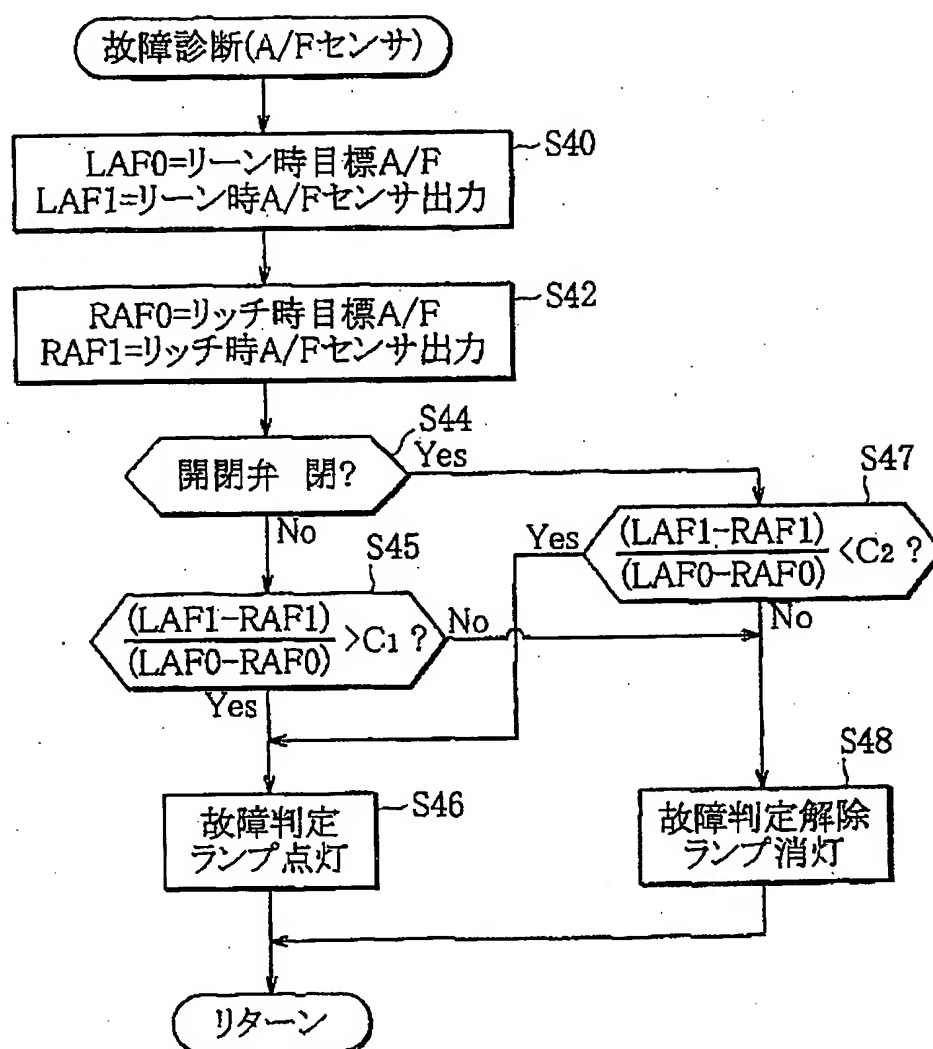 故障診断(A/Fセンサ)
S40
LAF0=リーン時目標A/F
LAF1=リーン時A/Fセンサ出力
S42
RAF0=リッチ時目標A/F
RAF1=リッチ時A/Fセンサ出力
S44
開閉弁 閉?
Yes
No
S47
(LAF1-RAF1)
(LAF0-RAF0)
<C2 ?
Yes
No
S45
(LAF1-RAF1)
(LAF0-RAF0)
>C1 ?
No
Yes
S46
故障判定
ランプ点灯
S48
故障判定解除
ランプ消灯
リターン